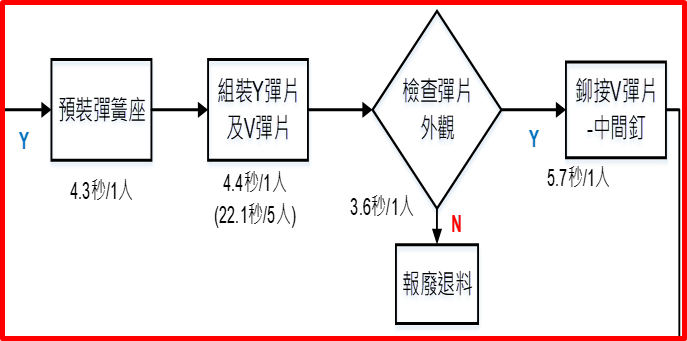 預裝彈簧座
組裝Y彈片
及V彈片
檢查彈片
外觀
鉚接V彈片
-中間釘
Y
Y
4.3秒/1人
4.4秒/1人
(22.1秒/5人)
3.6秒/1人
5.7秒/1人
N
報廢退料